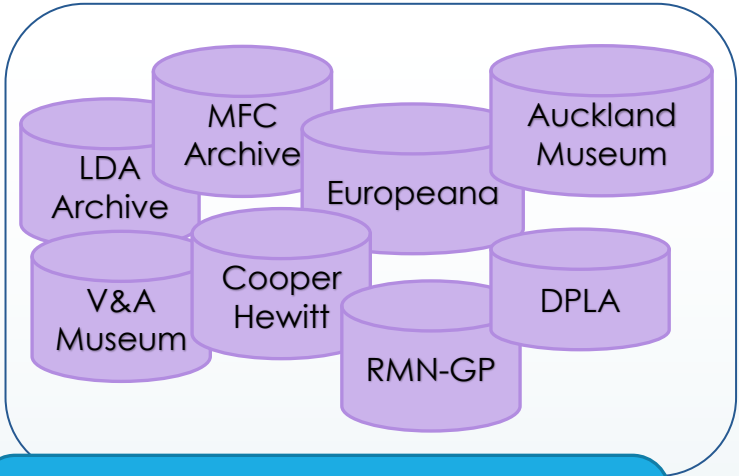 MFC
Archive
Auckland
Museum
LDA
Archive
Europeana
Cooper
Hewitt
V&A
Museum
DPLA
RMN-GP